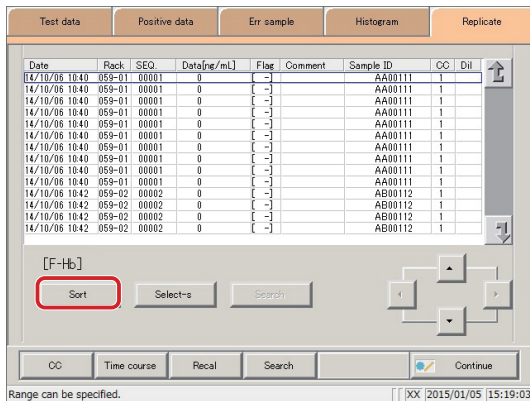 Test data Positive data Err sample Histogram Replicate
Date Rack SEQ. Data[ng/mL] Flag Comment Sample ID CC Dil
14/10/06 10:40 059-01 00001 0 [ -] AA00111 1
14/10/06 10:40 059-01 00001 0 [ -] AA00111 1
14/10/06 10:40 059-01 00001 0 [ -] AA00111 1
14/10/06 10:40 059-01 00001 0 [ -] AA00111 1
14/10/06 10:40 059-01 00001 0 [ -] AA00111 1
14/10/06 10:40 059-01 00001 0 [ -] AA00111 1
14/10/06 10:40 059-01 00001 0 [ -] AA00111 1
14/10/06 10:40 059-01 00001 0 [ -] AA00111 1
14/10/06 10:40 059-01 00001 0 [ -] AA00111 1
14/10/06 10:40 059-01 00001 0 [ -] AA00111 1
14/10/06 10:42 059-02 00002 0 [ -] AB00112 1
14/10/06 10:42 059-02 00002 0 [ -] AB00112 1
14/10/06 10:42 059-02 00002 0 [ -] AB00112 1
14/10/06 10:42 059-02 00002 0 [ -] AB00112 1
[F-Hb]
Sort Select-s Search
CC Time course Recal Search Continue
Range can be specified. XX 2015/01/05 15:19:03